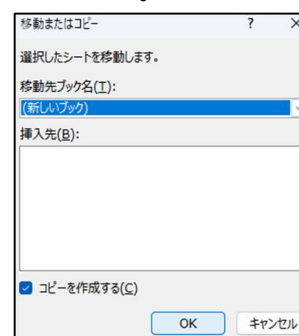 移動またはコピー ? ×
選択したシートを移動します。
移動先ブック名(T):
(新しいブック)
挿入先(B):
コピーを作成する(C)
OK キャンセル